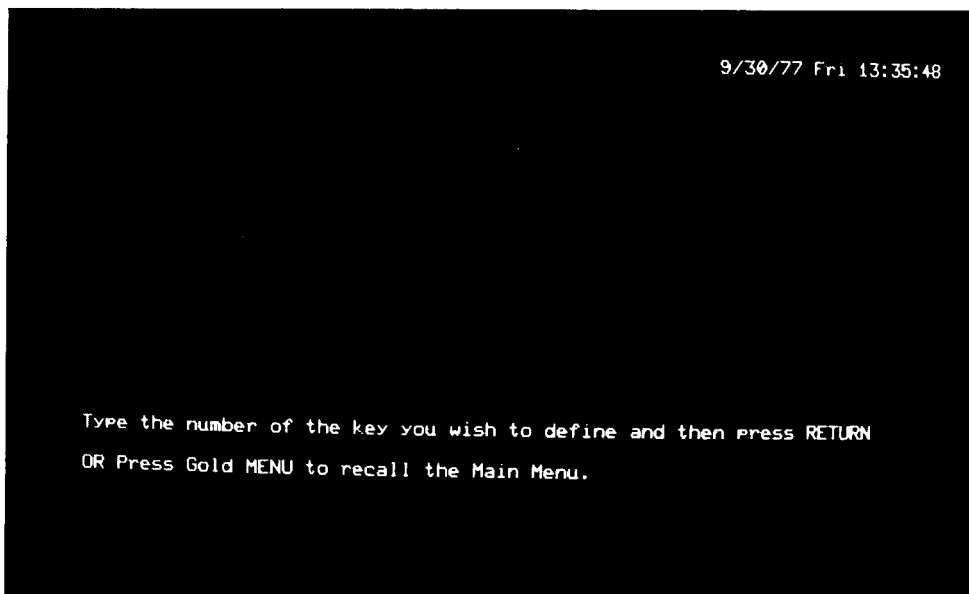 9/30/77 Fri 13:35:48
Type the number of the key you wish to define and then press RETURN
OR Press Gold MENU to recall the Main Menu.